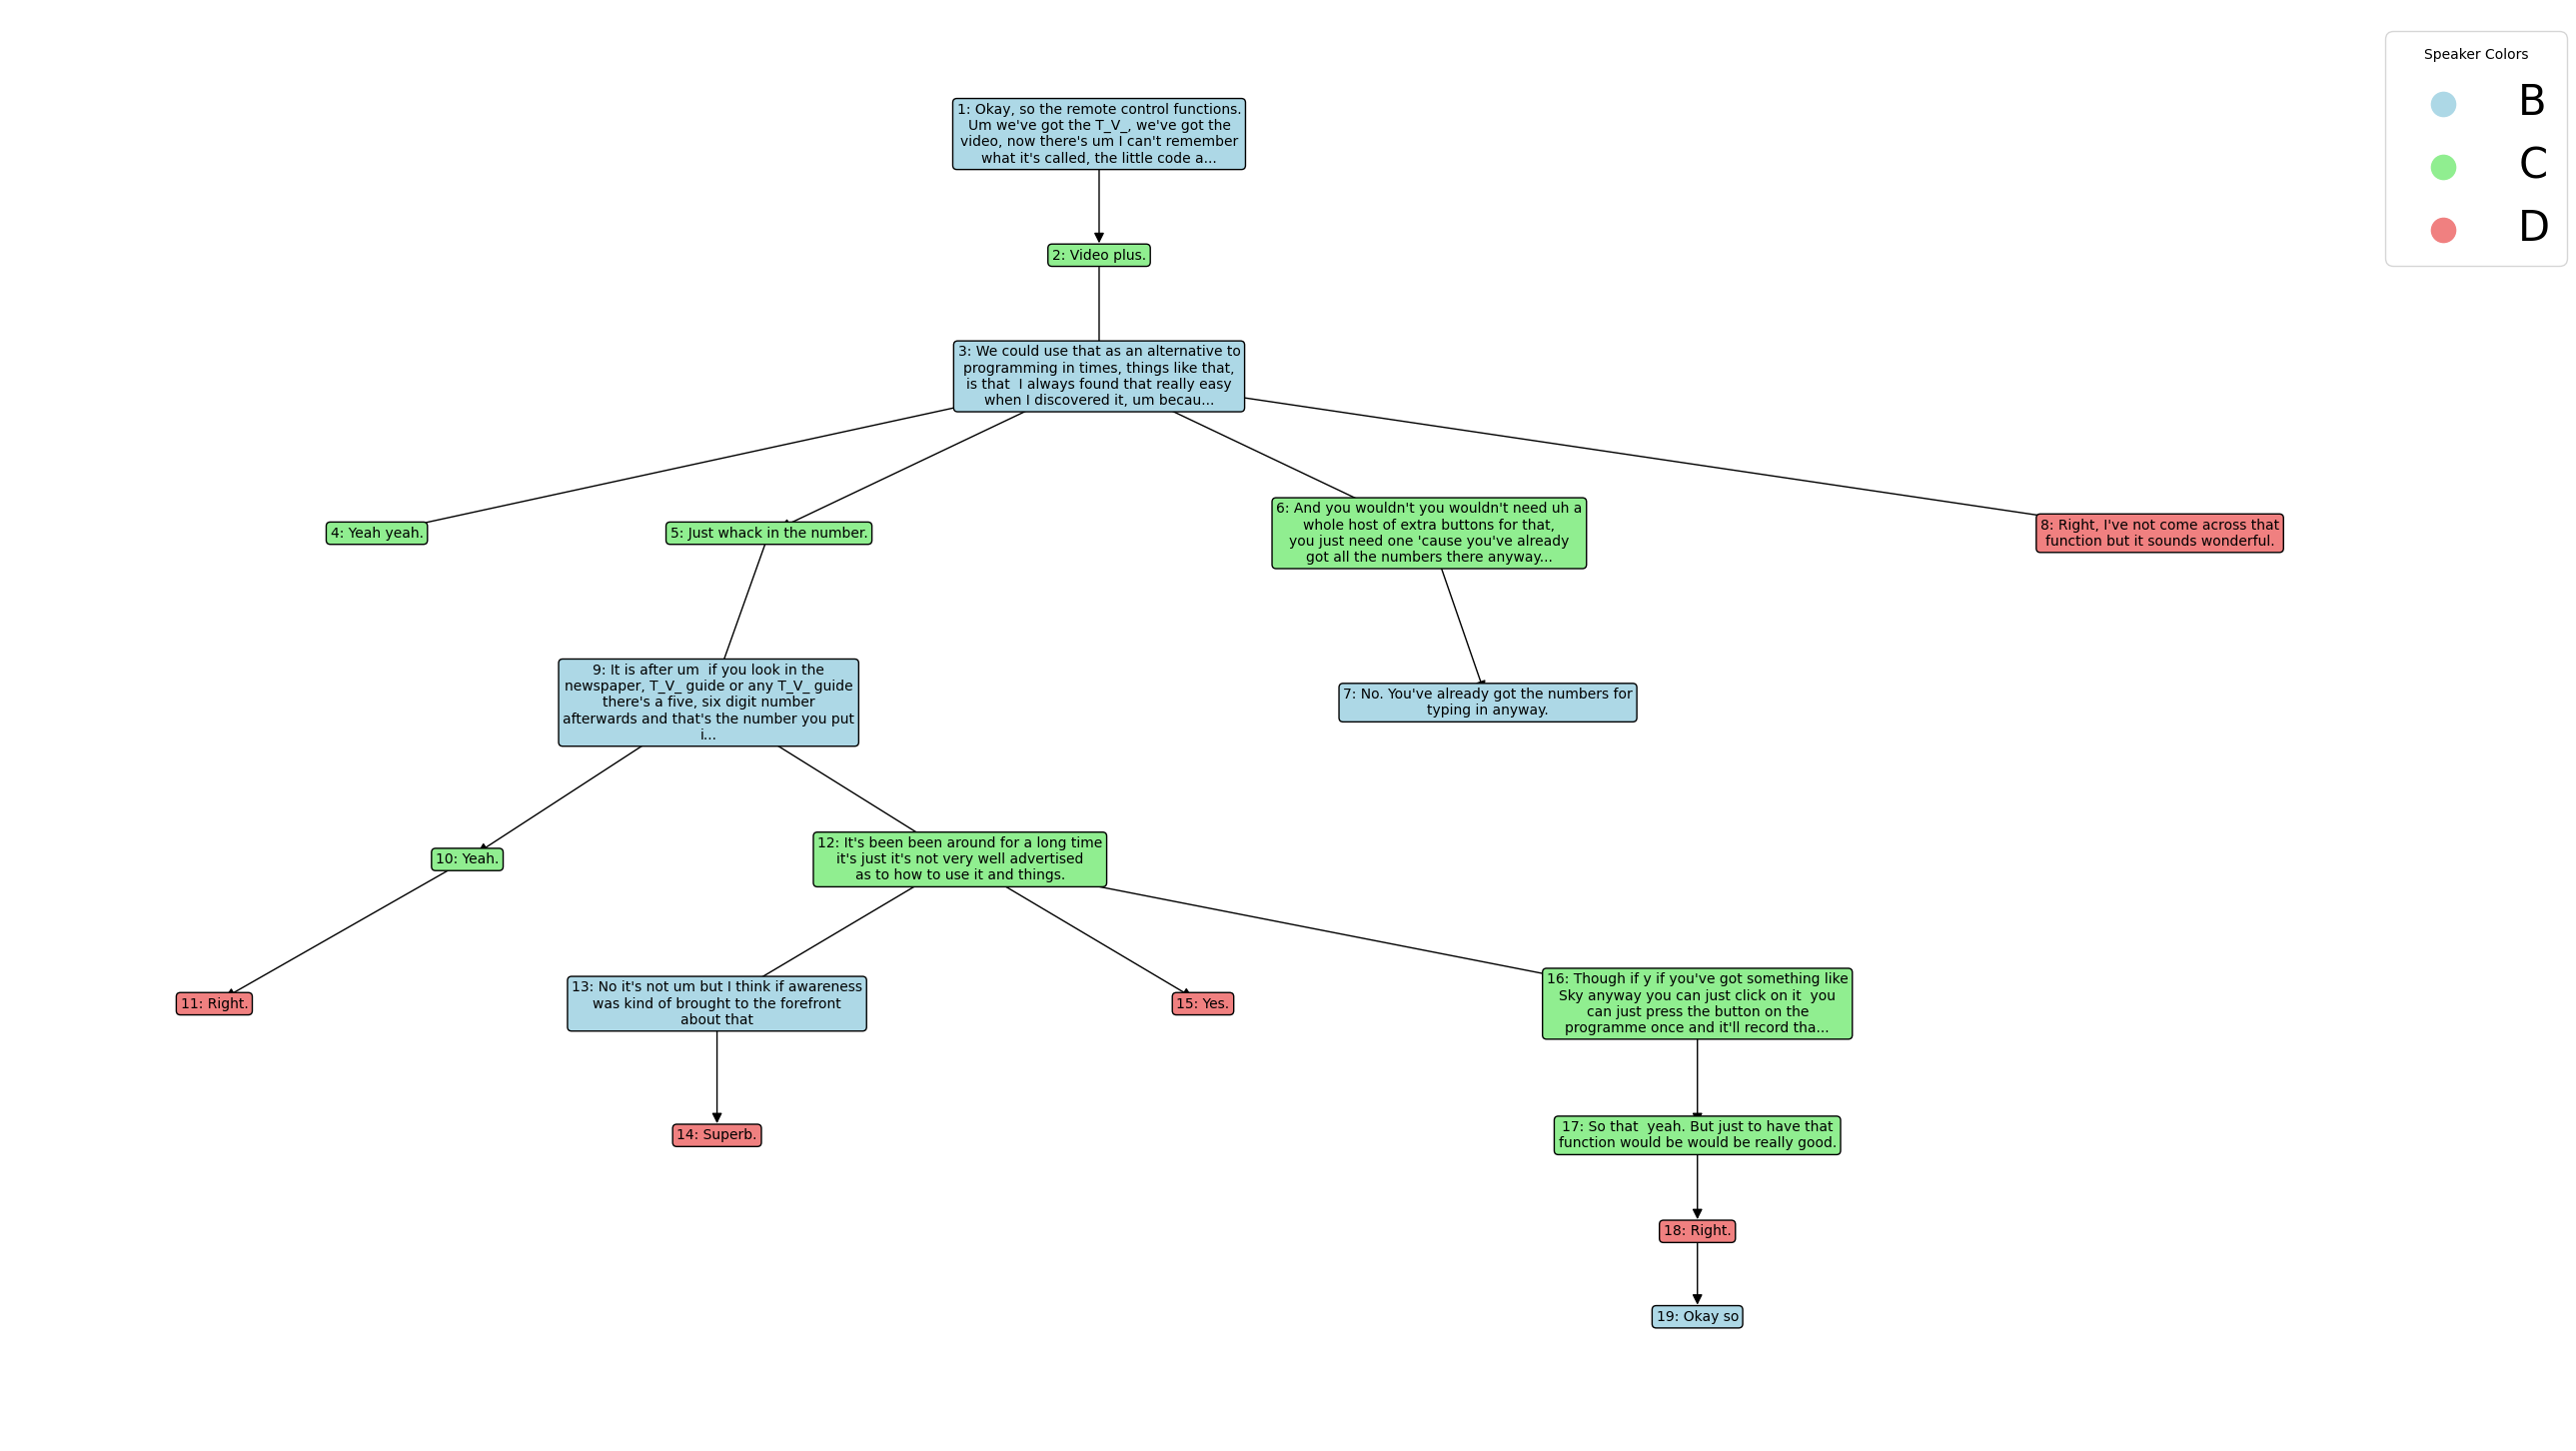 Speaker Colors
B
C
D
1: Okay, so the remote control functions.
Um we've got the T_V_, we've got the
video, now there's um I can't remember
what it's called, the little code a...
2: Video plus.
3: We could use that as an alternative to
programming in times, things like that,
is that  I always found that really easy
when I discovered it, um becau...
4: Yeah yeah.
5: Just whack in the number.
6: And you wouldn't you wouldn't need uh a
whole host of extra buttons for that,
you just need one 'cause you've already
got all the numbers there anyway...
8: Right, I've not come across that
function but it sounds wonderful.
9: It is after um  if you look in the
newspaper, T_V_ guide or any T_V_ guide
there's a five, six digit number
afterwards and that's the number you put
i...
7: No. You've already got the numbers for
typing in anyway.
10: Yeah.
12: It's been been around for a long time
it's just it's not very well advertised
as to how to use it and things.
11: Right.
13: No it's not um but I think if awareness
was kind of brought to the forefront
about that
15: Yes.
16: Though if y if you've got something like
Sky anyway you can just click on it  you
can just press the button on the
programme once and it'll record tha...
14: Superb.
17: So that  yeah. But just to have that
function would be would be really good.
18: Right.
19: Okay so